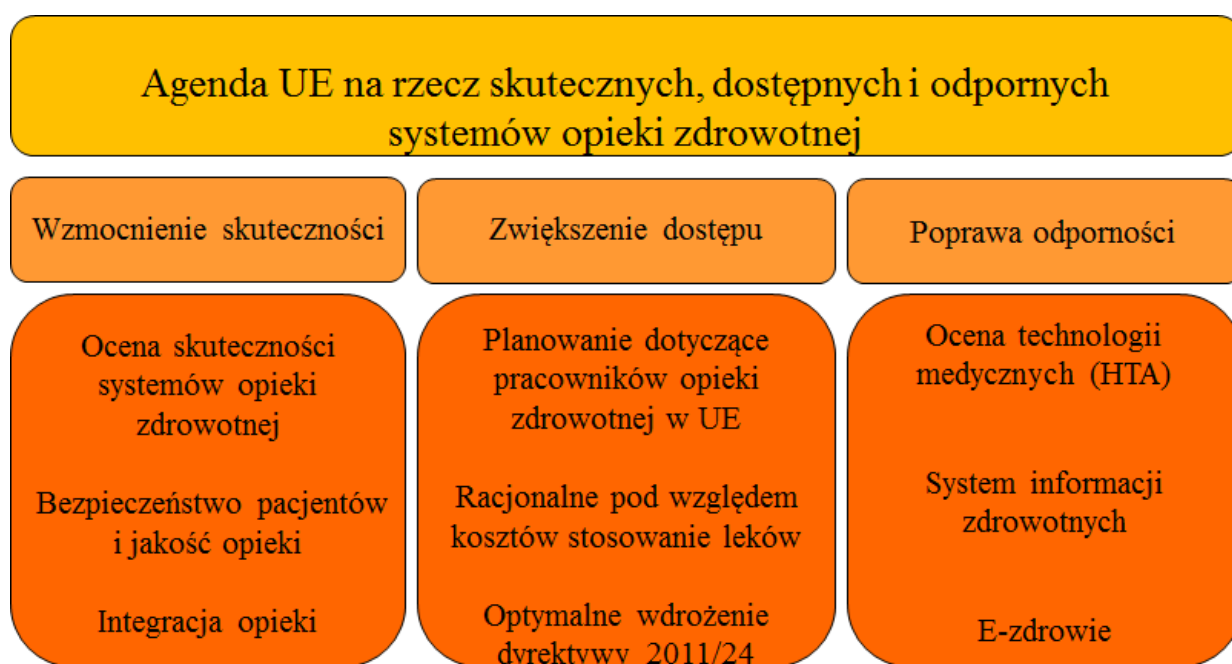 Agenda UE na rzecz skutecznych, dostępnych i odpornych
systemów opieki zdrowotnej
Wzmocnienie skuteczności
Zwiększenie dostępu
Poprawa odporności
Ocena skuteczności
systemów opieki
zdrowotnej
Bezpieczeństwo pacjentów
i jakość opieki
Integracja opieki
Planowanie dotyczące
pracowników opieki
zdrowotnej w UE
Racjonalne pod względem
kosztów stosowanie leków
Optymalne wdrożenie
dyrektywy 2011/24
Ocena technologii
medycznych (HTA)
System informacji
zdrowotnych
E-zdrowie